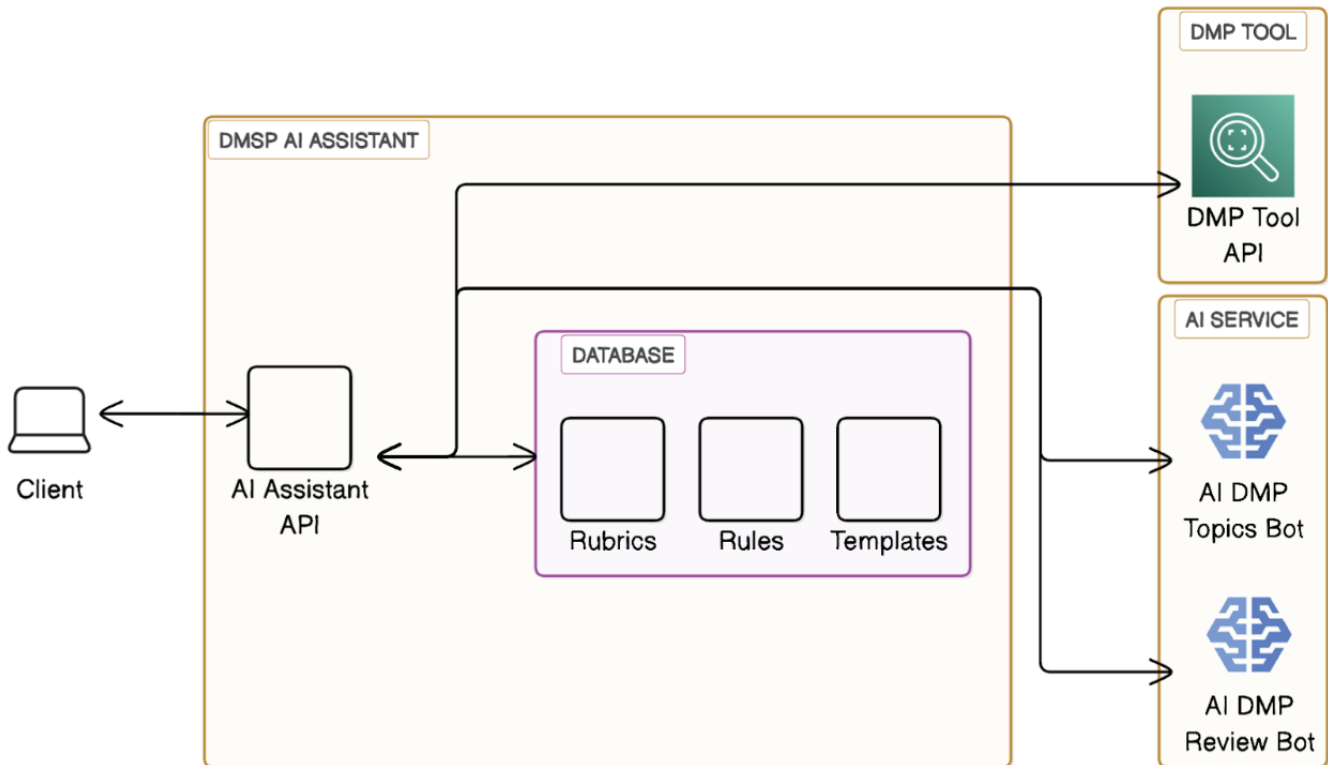 DMP TOOL
DMP Tool
API
DMSP AI ASSISTANT
AI SERVICE
DATABASE
Client
AI Assistant
API
Rubrics
Rules
Templates
AI DMP
Topics Bot
AI DMP
Review Bot